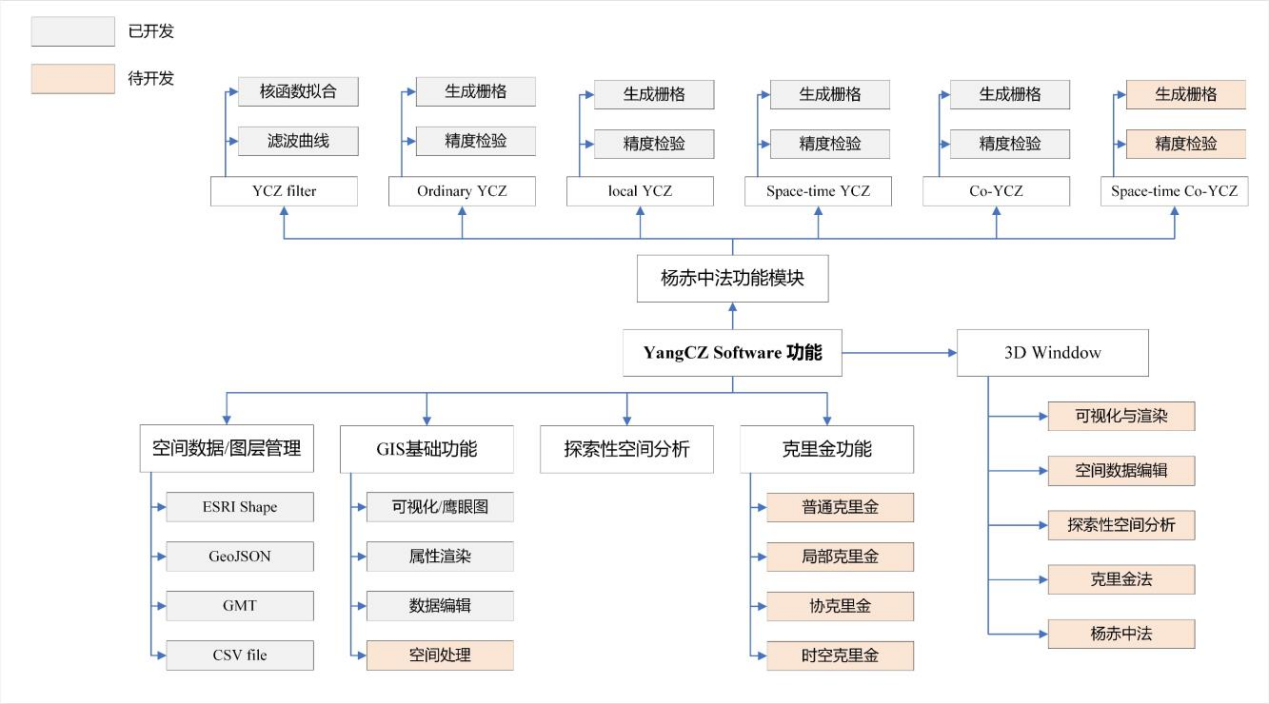 已开发
待开发
核函数拟合
生成栅格
生成栅格
生成栅格
生成栅格
生成栅格
滤波曲线
精度检验
精度检验
精度检验
精度检验
精度检验
YCZ filter
Ordinary YCZ
local YCZ
Space-time YCZ
Co-YCZ
Space-time Co-YCZ
杨赤中法功能模块
YangCZ Software 功能
3D Winddow
空间数据/图层管理
GIS基础功能
探索性空间分析
克里金功能
ESRI Shape
GeoJSON
GMT
CSV file
可视化/鹰眼图
属性渲染
数据编辑
空间处理
普通克里金
局部克里金
协克里金
时空克里金
可视化与渲染
空间数据编辑
探索性空间分析
克里金法
杨赤中法